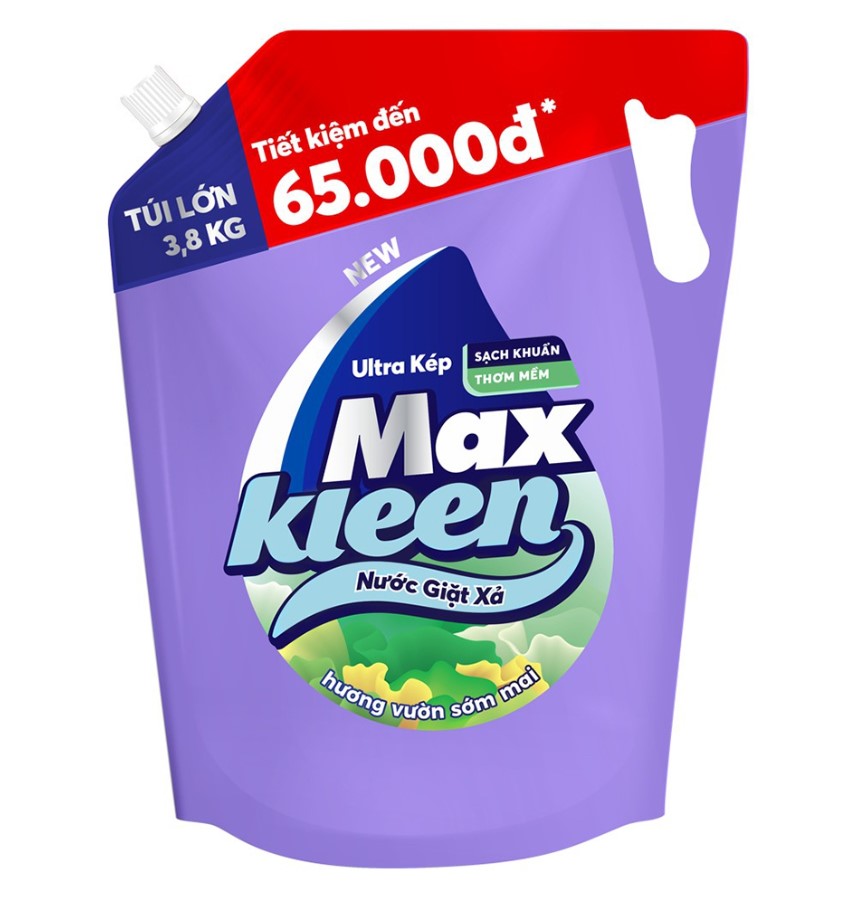 Tiết kiệm đến
65.000đ*
TÚI LỚN
3,8 KG
NEW
Ultra Kép
SẠCH KHUẨN
THƠM MỀM
Max
kleen
Nước Giặt Xả
hương vườn sớm mai